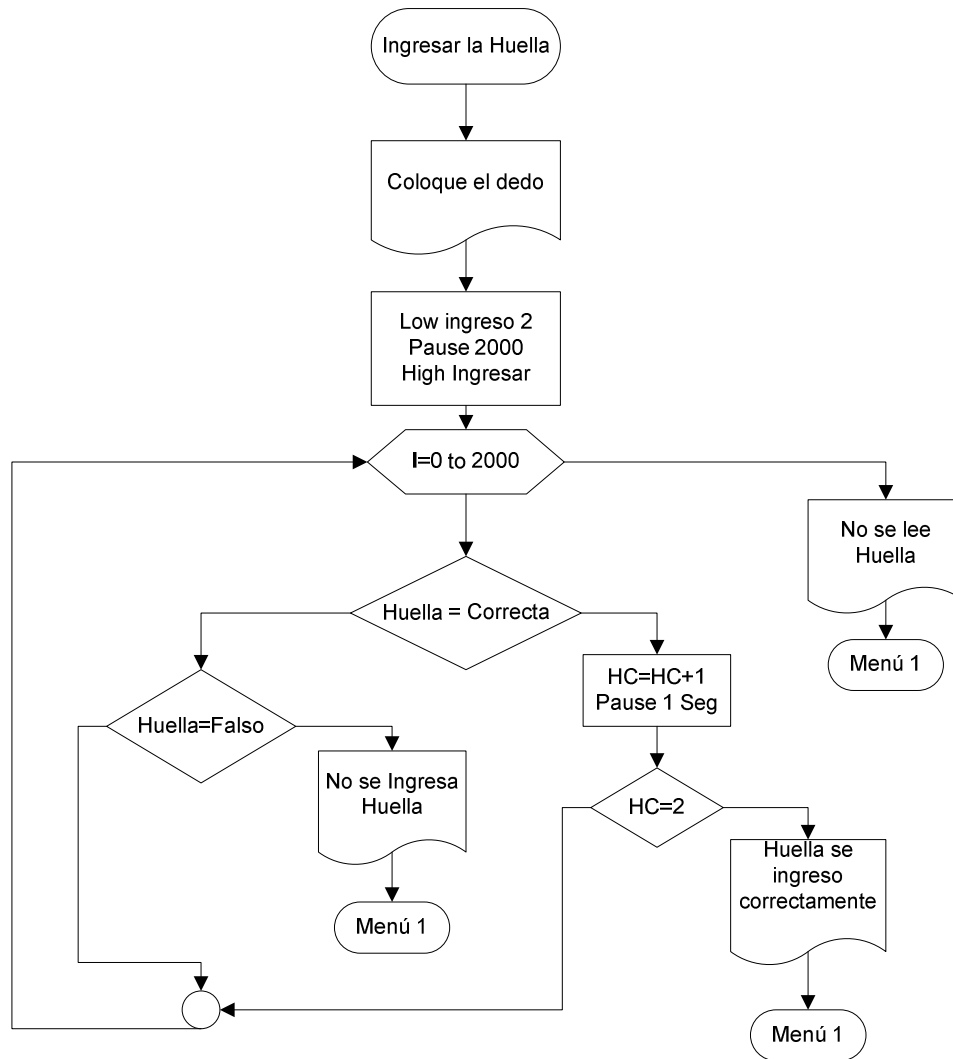 Ingresar la Huella
Coloque el dedo
Low ingreso 2
Pause 2000
High Ingresar
I=0 to 2000
No se lee
Huella
Menú 1
Huella = Correcta
HC=HC+1
Pause 1 Seg
Huella=Falso
No se Ingresa
Huella
Menú 1
HC=2
Huella se
ingreso
correctamente
Menú 1